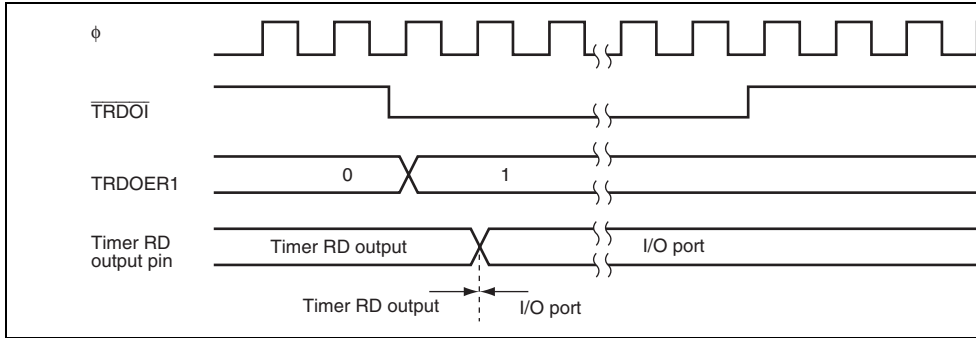 ϕ
TRDOI
TRDOER1
0
1
Timer RD
output pin
Timer RD output
I/O port
Timer RD output
I/O port